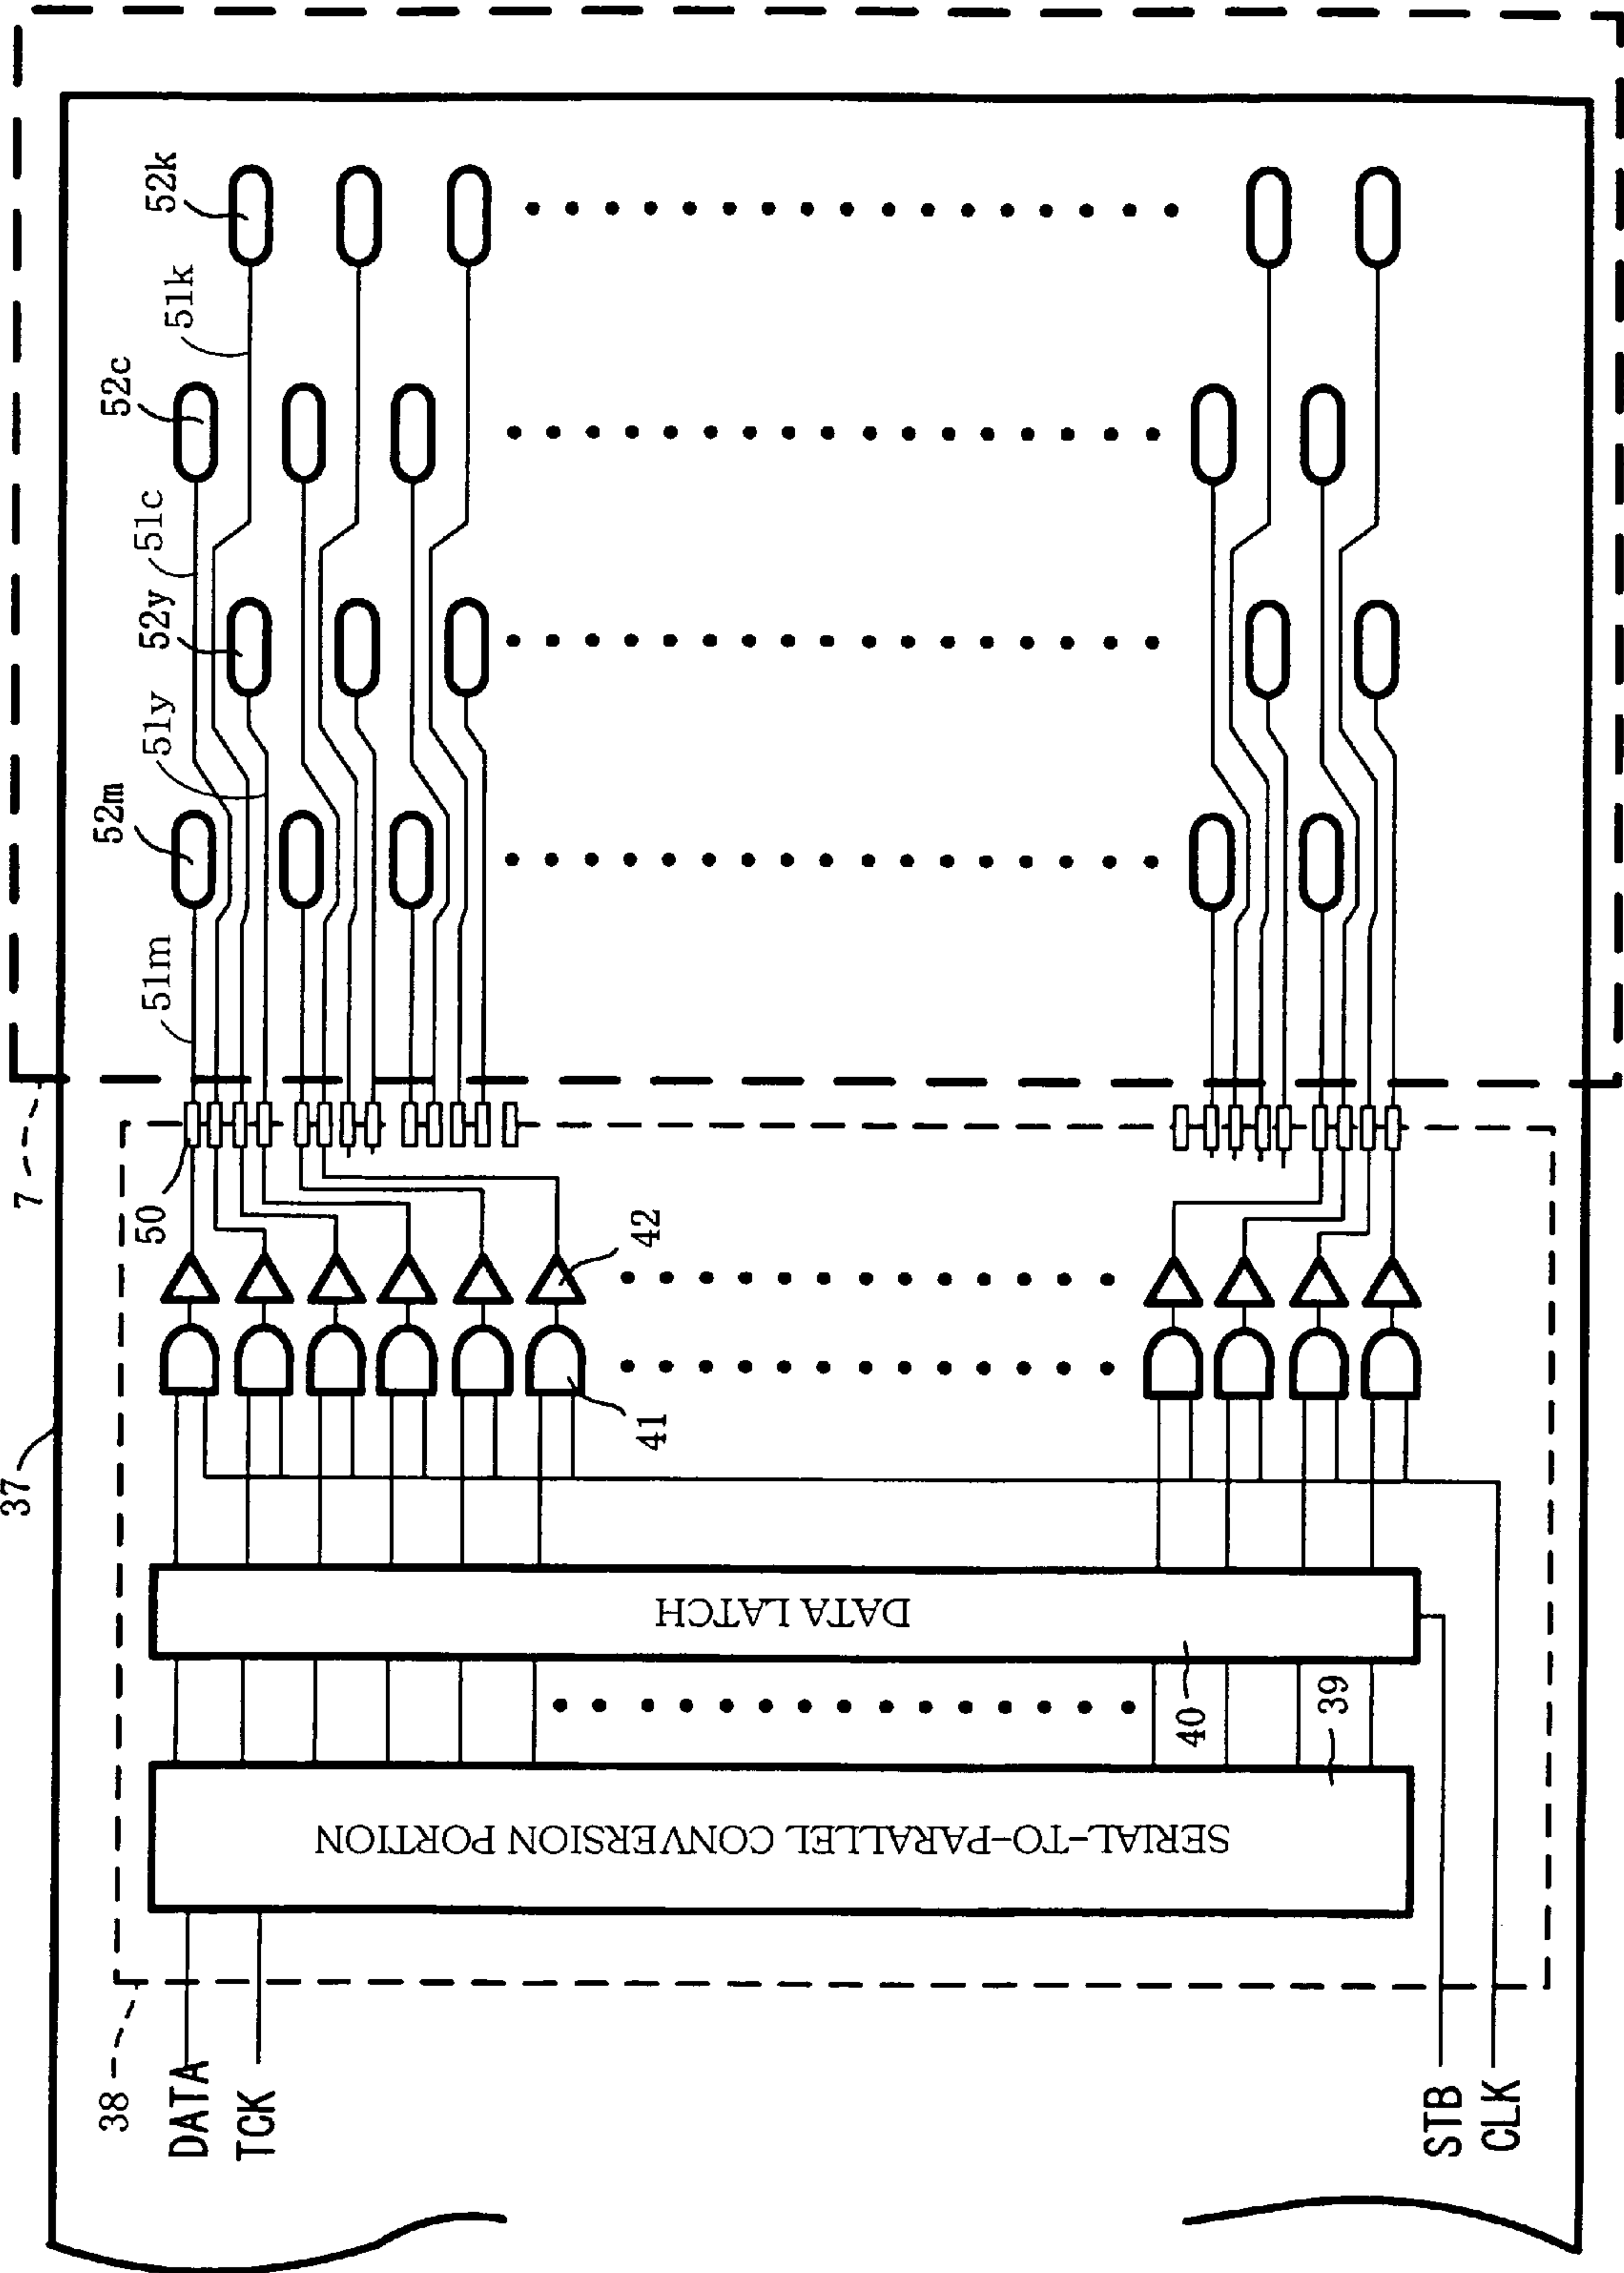 7
37
38
DATA
TCK
STB
CLK
SERIAL-TO-PARALLEL CONVERSION PORTION
39
DATA LATCH
40
41
42
50
51m
52m
51y
52y
51c
52c
51k
52k